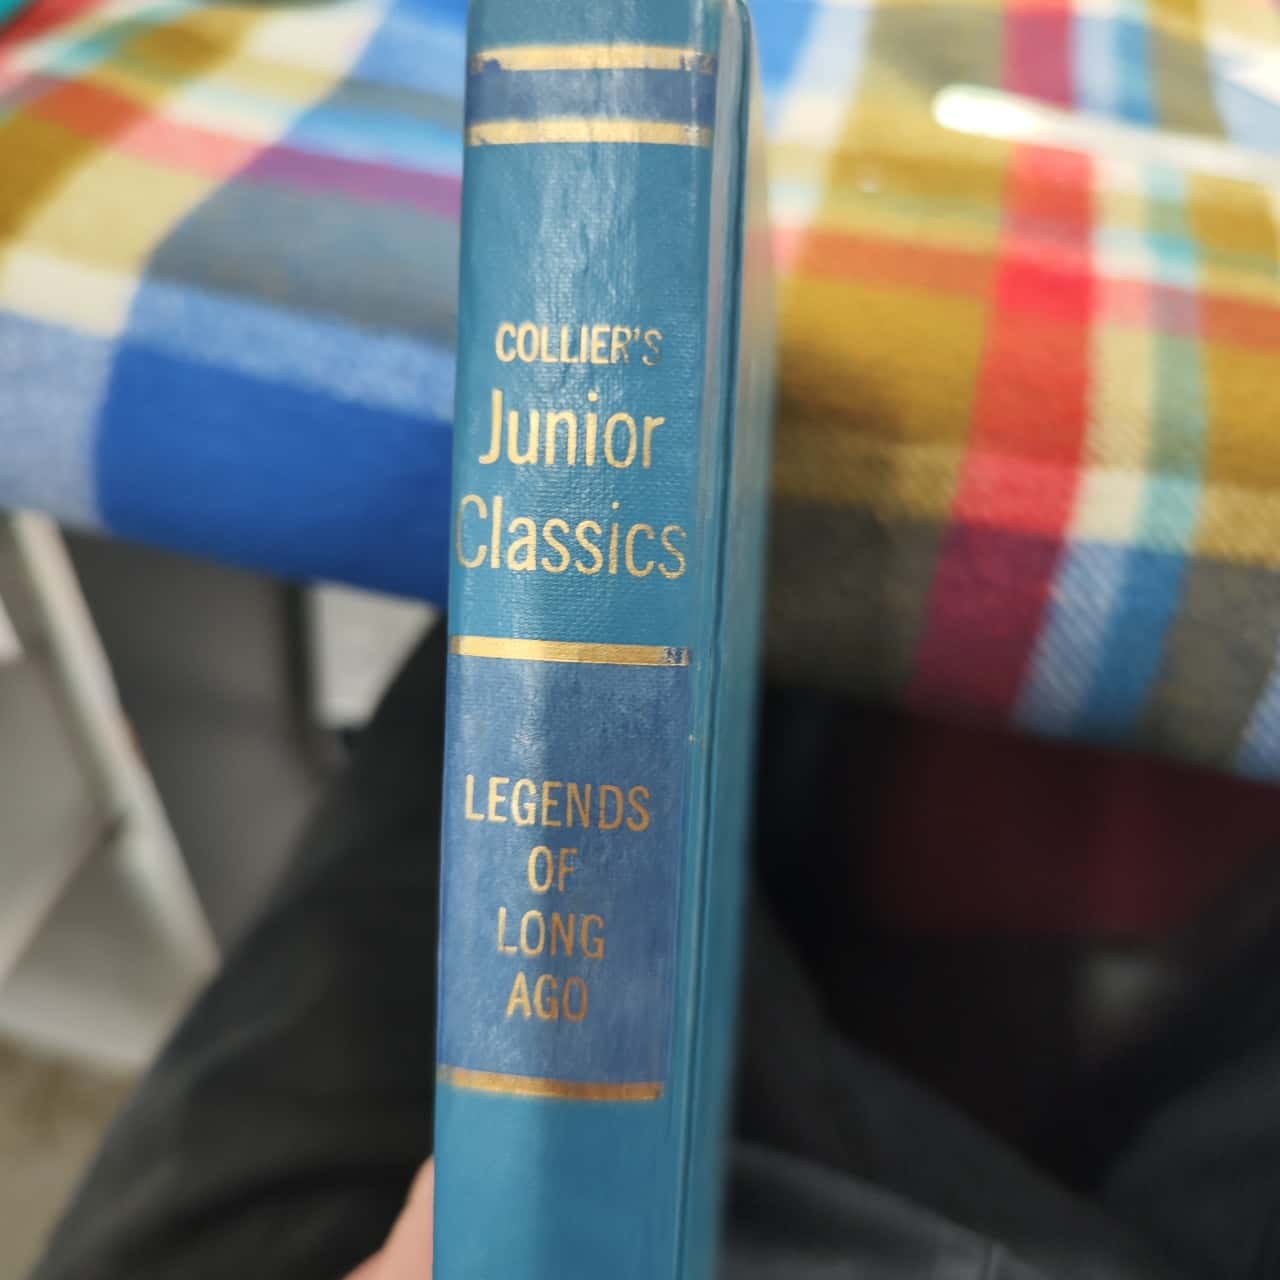 COLLIER'S
Junior
Classics
LEGENDS
OF
LONG
AGO